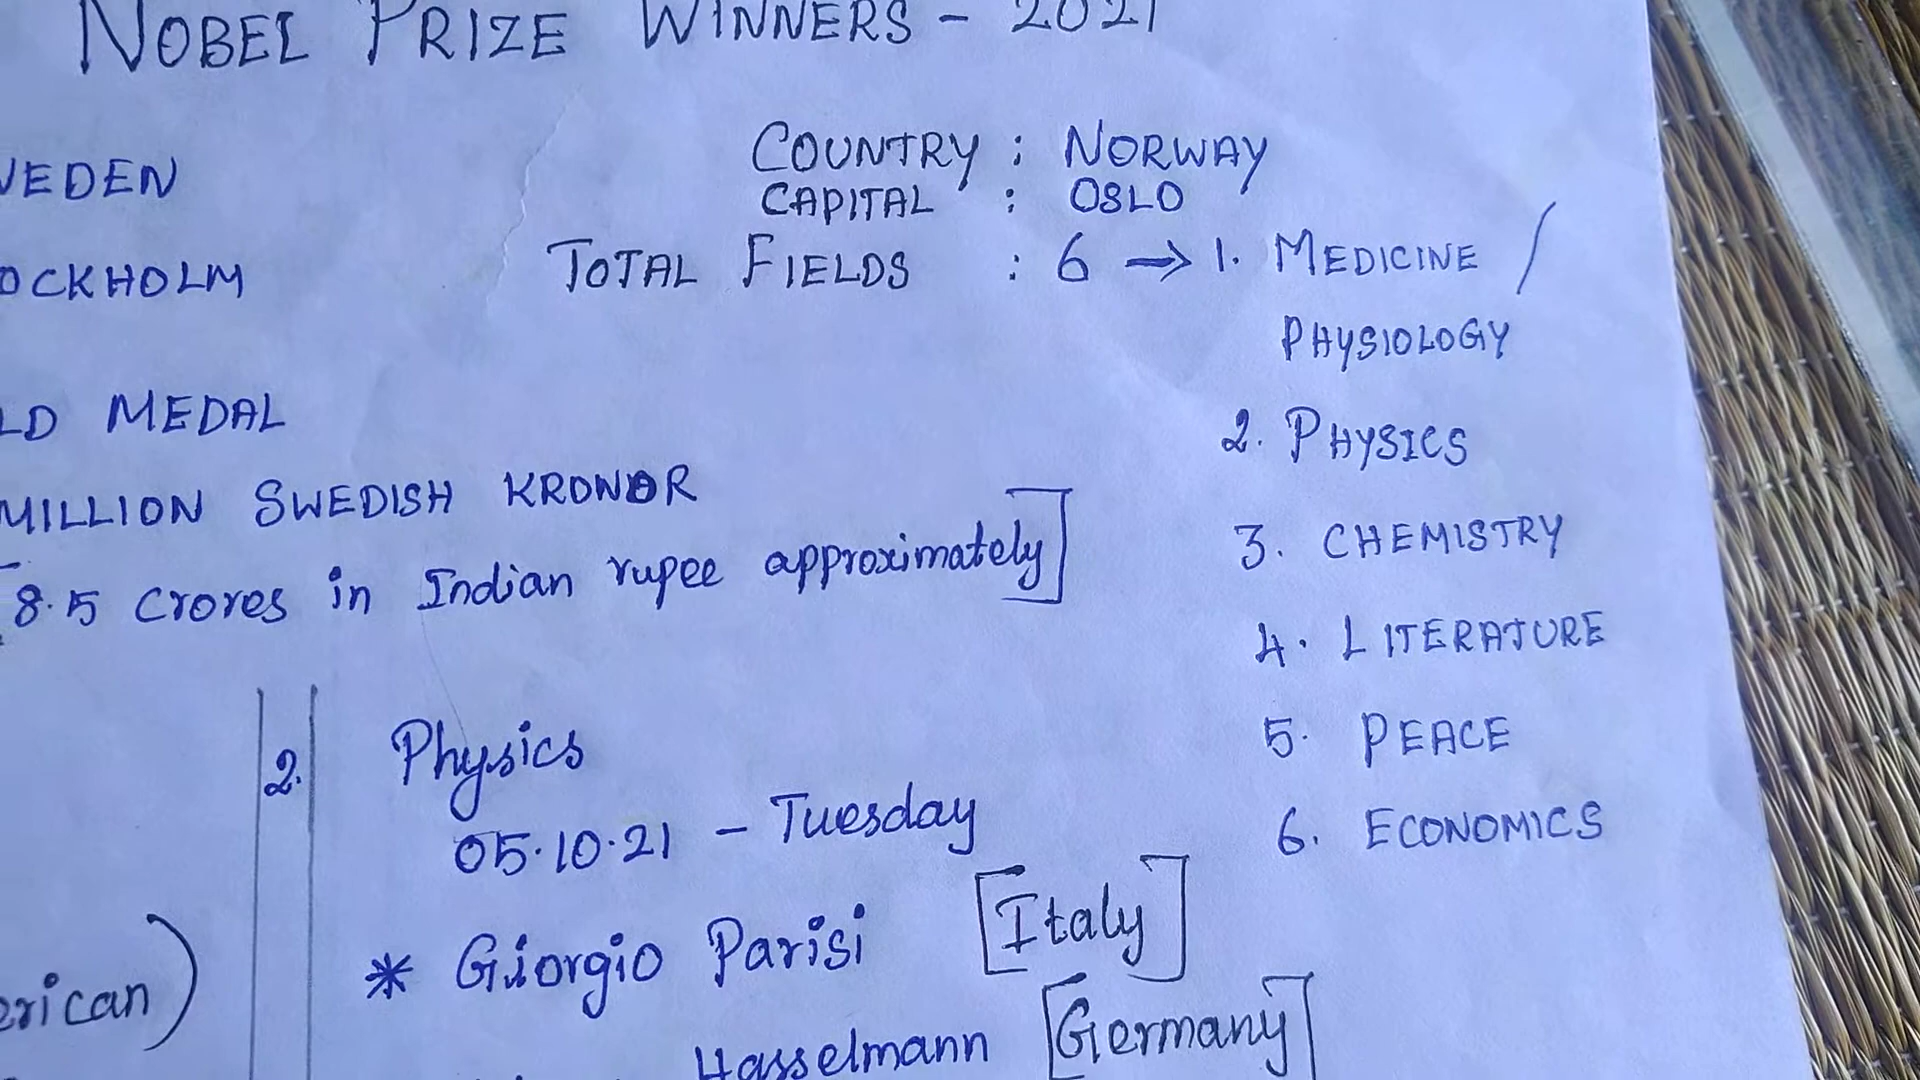 NOBEL PRIZE WINNERS - 2021
COUNTRY : NORWAY
WEDEN
CAPITAL : OSLO
TOTAL FIELDS : 6 → 1. MEDICINE /
OCKHOLM
PHYSIOLOGY
LD MEDAL
2. PHYSICS
MILLION SWEDISH KRONOR
3. CHEMISTRY
8.5 Crores in Indian rupee approximately]
4. LITERATURE
2. Physics
5. PEACE
05.10.21 - Tuesday
6. ECONOMICS
* Giorgio Parisi [Italy]
erican)
Hasselmann [Germany]